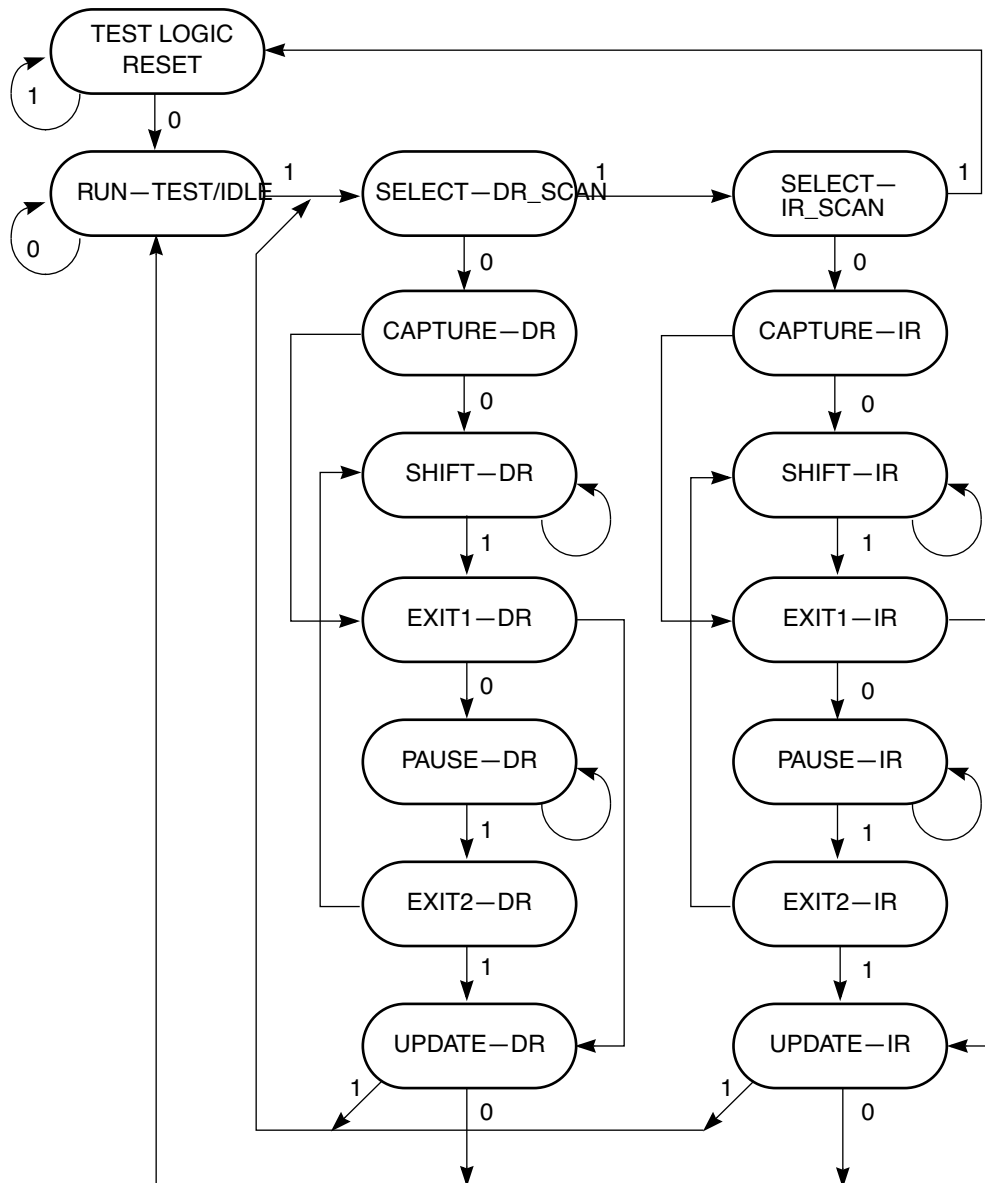 TEST LOGIC
RESET
1
0
RUN—TEST/IDLE
1
SELECT—DR_SCAN
1
SELECT—
IR_SCAN
1
0
0
0
CAPTURE—DR
CAPTURE—IR
0
0
SHIFT—DR
SHIFT—IR
1
1
EXIT1—DR
EXIT1—IR
0
0
PAUSE—DR
PAUSE—IR
1
1
EXIT2—DR
EXIT2—IR
1
1
UPDATE—DR
UPDATE—IR
1
0
1
0